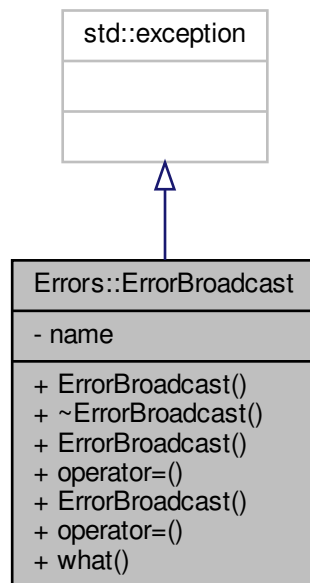 std::exception
Errors::ErrorBroadcast
- name
+ ErrorBroadcast()
+ ~ErrorBroadcast()
+ ErrorBroadcast()
+ operator=()
+ ErrorBroadcast()
+ operator=()
+ what()